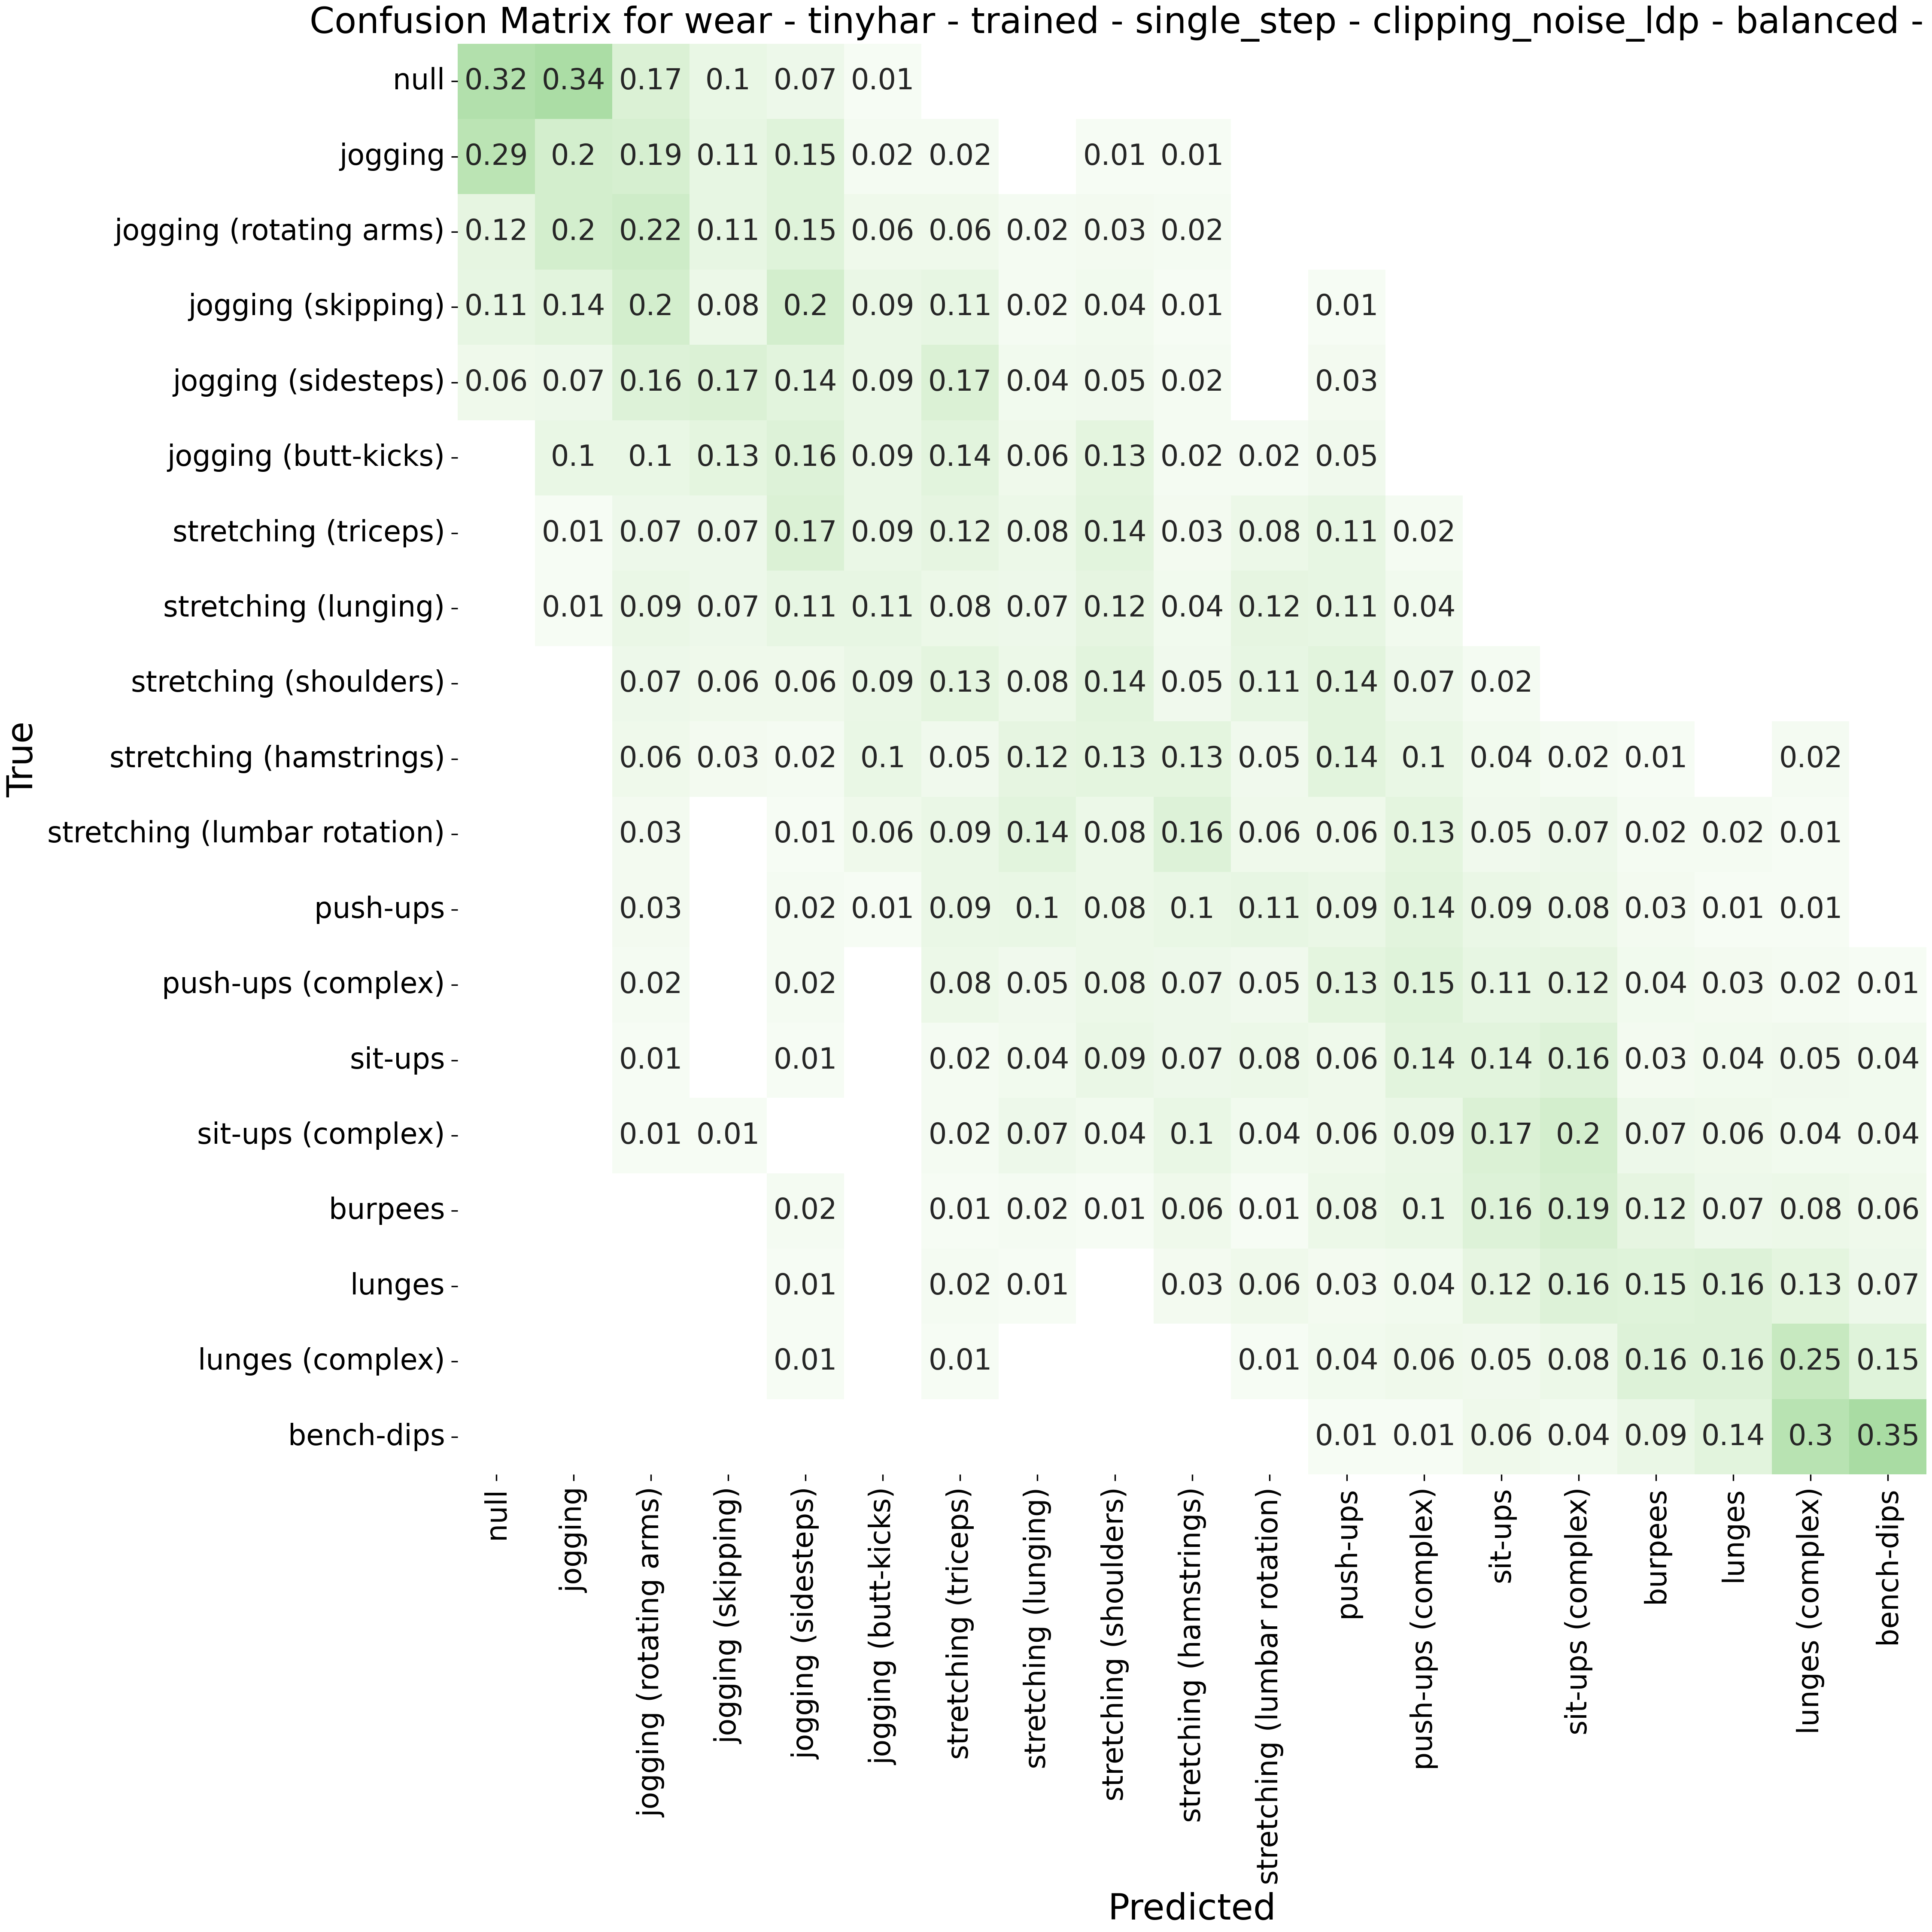 Confusion Matrix for wear - tinyhar - trained - single_step - clipping_noise_ldp - balanced -
null 0.32 0.34 0.17 0.1 0.07 0.01
jogging 0.29 0.2 0.19 0.11 0.15 0.02 0.02 0.01 0.01
jogging (rotating arms) 0.12 0.2 0.22 0.11 0.15 0.06 0.06 0.02 0.03 0.02
jogging (skipping) 0.11 0.14 0.2 0.08 0.2 0.09 0.11 0.02 0.04 0.01 0.01
jogging (sidesteps) 0.06 0.07 0.16 0.17 0.14 0.09 0.17 0.04 0.05 0.02 0.03
jogging (butt-kicks) 0.1 0.1 0.13 0.16 0.09 0.14 0.06 0.13 0.02 0.02 0.05
stretching (triceps) 0.01 0.07 0.07 0.17 0.09 0.12 0.08 0.14 0.03 0.08 0.11 0.02
stretching (lunging) 0.01 0.09 0.07 0.11 0.11 0.08 0.07 0.12 0.04 0.12 0.11 0.04
stretching (shoulders) 0.07 0.06 0.06 0.09 0.13 0.08 0.14 0.05 0.11 0.14 0.07 0.02
stretching (hamstrings) 0.06 0.03 0.02 0.1 0.05 0.12 0.13 0.13 0.05 0.14 0.1 0.04 0.02 0.01 0.02
stretching (lumbar rotation) 0.03 0.01 0.06 0.09 0.14 0.08 0.16 0.06 0.06 0.13 0.05 0.07 0.02 0.02 0.01
push-ups 0.03 0.02 0.01 0.09 0.1 0.08 0.1 0.11 0.09 0.14 0.09 0.08 0.03 0.01 0.01
push-ups (complex) 0.02 0.02 0.08 0.05 0.08 0.07 0.05 0.13 0.15 0.11 0.12 0.04 0.03 0.02 0.01
sit-ups 0.01 0.01 0.02 0.04 0.09 0.07 0.08 0.06 0.14 0.14 0.16 0.03 0.04 0.05 0.04
sit-ups (complex) 0.01 0.01 0.02 0.07 0.04 0.1 0.04 0.06 0.09 0.17 0.2 0.07 0.06 0.04 0.04
burpees 0.02 0.01 0.02 0.01 0.06 0.01 0.08 0.1 0.16 0.19 0.12 0.07 0.08 0.06
lunges 0.01 0.02 0.01 0.03 0.06 0.03 0.04 0.12 0.16 0.15 0.16 0.13 0.07
lunges (complex) 0.01 0.01 0.01 0.04 0.06 0.05 0.08 0.16 0.16 0.25 0.15
bench-dips 0.01 0.01 0.06 0.04 0.09 0.14 0.3 0.35
True
null
jogging
jogging (rotating arms)
jogging (skipping)
jogging (sidesteps)
jogging (butt-kicks)
stretching (triceps)
stretching (lunging)
stretching (shoulders)
stretching (hamstrings)
stretching (lumbar rotation)
push-ups
push-ups (complex)
sit-ups
sit-ups (complex)
burpees
lunges
lunges (complex)
bench-dips
Predicted